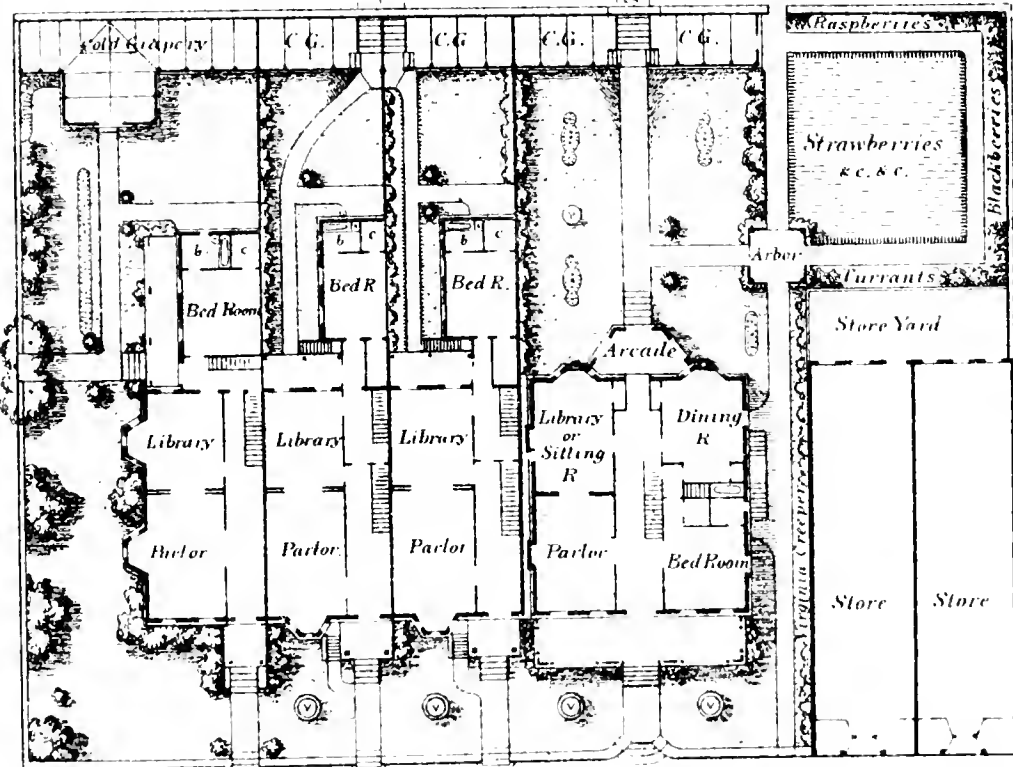 Cold Grapery
C.G.
C.G
C.G.
C.G.
Raspberries
Blackberries
Strawberries
& c. & c.
Arbor
Currants
Store Yard
b c
b c
b c
Bed Room
Bed R
Bed R.
Arcade
Library
Library
Library
Library
or
Sitting
R
Dining
R
Parlor
Parlor.
Parlor
Parlor
Bed Room
Virginia Creeper
Store
Store
V
V
V
V
V